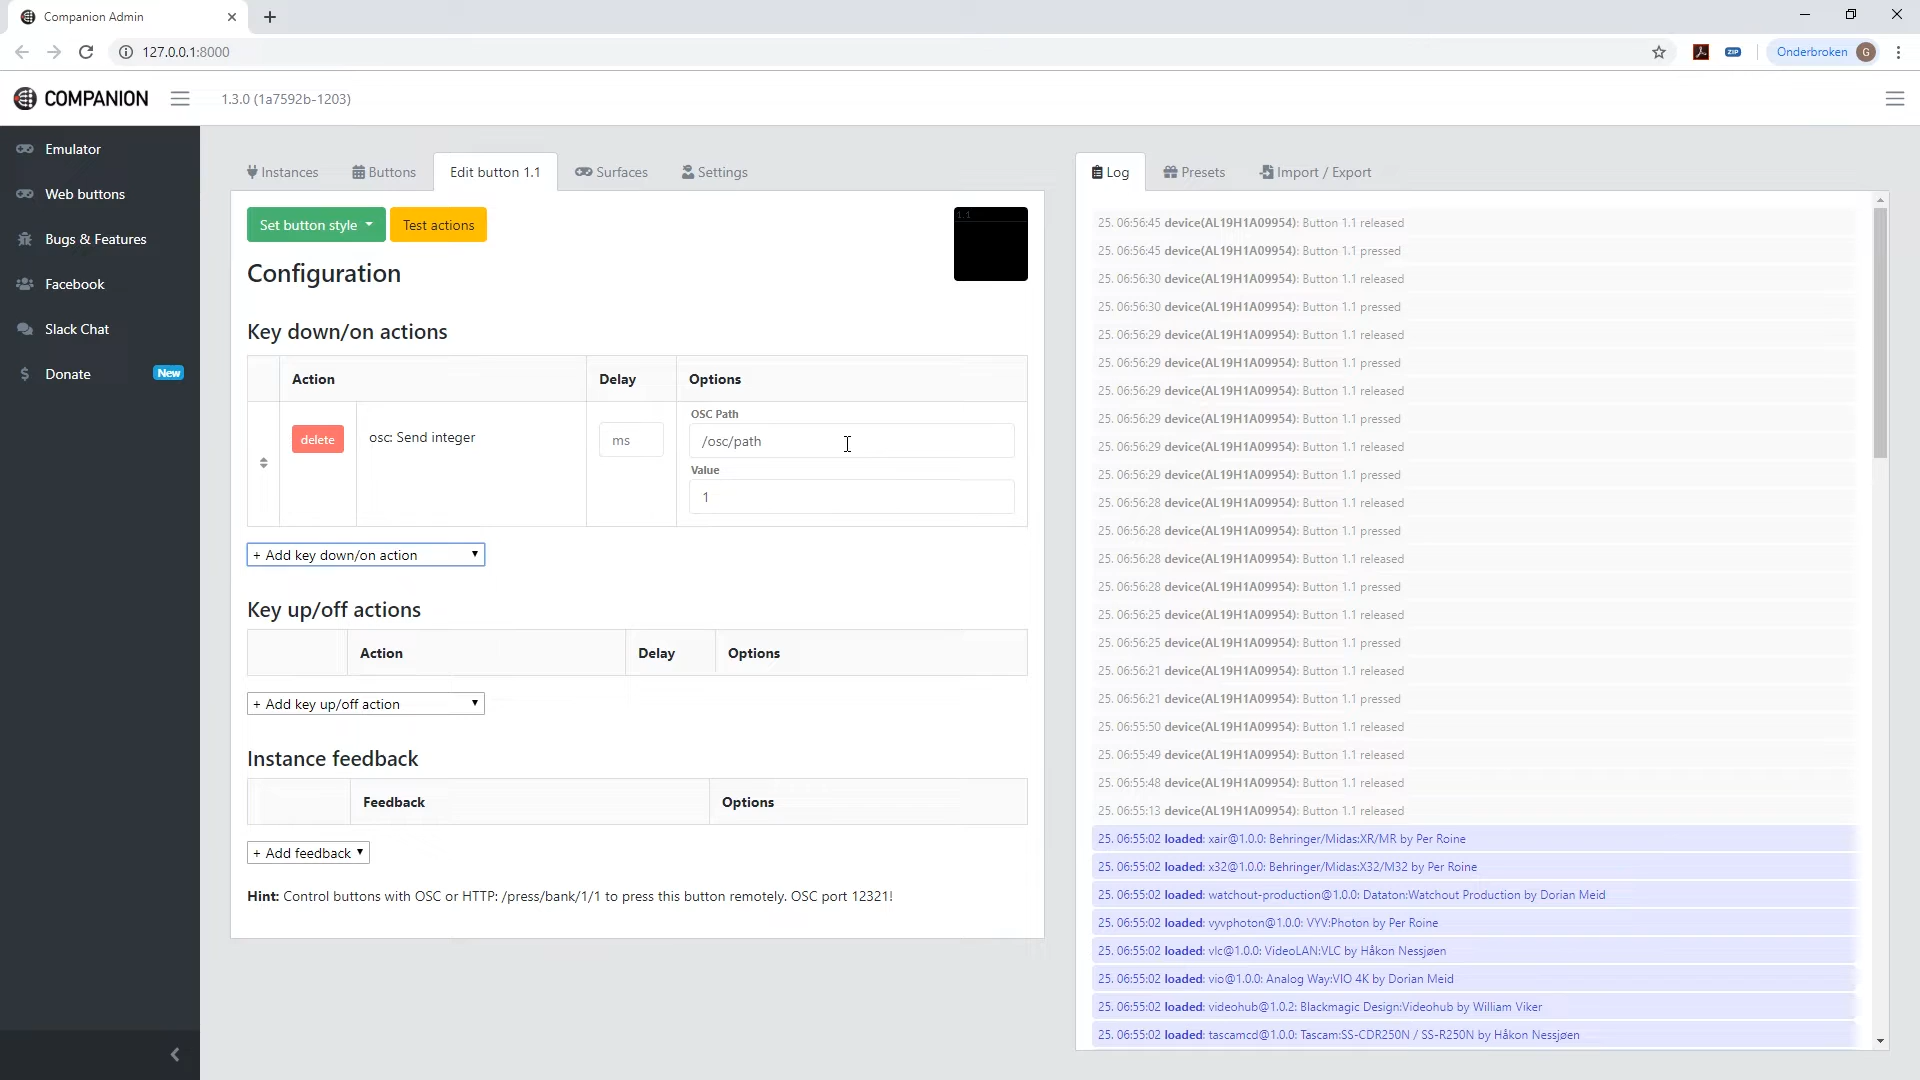 Companion Admin
127.0.0.1:8000
ZIP
Onderbroken
G
COMPANION
1.3.0 (1a7592b-1203)
Emulator
Web buttons
Bugs & Features
Facebook
Slack Chat
$ Donate New
Instances
Buttons
Edit button 1.1
Surfaces
Settings
Set button style
Test actions
1.1
Configuration
Key down/on actions
Action
Delay
Options
delete
osc: Send integer
ms
OSC Path
/osc/path
Value
1
+ Add key down/on action
Key up/off actions
Action
Delay
Options
+ Add key up/off action
Instance feedback
Feedback
Options
+ Add feedback
Hint: Control buttons with OSC or HTTP: /press/bank/1/1 to press this button remotely. OSC port 12321!
Log
Presets
Import / Export
25. 06:56:45 device(AL19H1A09954): Button 1.1 released
25. 06:56:45 device(AL19H1A09954): Button 1.1 pressed
25. 06:56:30 device(AL19H1A09954): Button 1.1 released
25. 06:56:30 device(AL19H1A09954): Button 1.1 pressed
25. 06:56:29 device(AL19H1A09954): Button 1.1 released
25. 06:56:29 device(AL19H1A09954): Button 1.1 pressed
25. 06:56:29 device(AL19H1A09954): Button 1.1 released
25. 06:56:29 device(AL19H1A09954): Button 1.1 pressed
25. 06:56:29 device(AL19H1A09954): Button 1.1 released
25. 06:56:29 device(AL19H1A09954): Button 1.1 pressed
25. 06:56:28 device(AL19H1A09954): Button 1.1 released
25. 06:56:28 device(AL19H1A09954): Button 1.1 pressed
25. 06:56:28 device(AL19H1A09954): Button 1.1 released
25. 06:56:28 device(AL19H1A09954): Button 1.1 pressed
25. 06:56:25 device(AL19H1A09954): Button 1.1 released
25. 06:56:25 device(AL19H1A09954): Button 1.1 pressed
25. 06:56:21 device(AL19H1A09954): Button 1.1 released
25. 06:56:21 device(AL19H1A09954): Button 1.1 pressed
25. 06:55:50 device(AL19H1A09954): Button 1.1 released
25. 06:55:49 device(AL19H1A09954): Button 1.1 released
25. 06:55:48 device(AL19H1A09954): Button 1.1 released
25. 06:55:13 device(AL19H1A09954): Button 1.1 released
25. 06:55:02 loaded: xair@1.0.0: Behringer/Midas:XR/MR by Per Roine
25. 06:55:02 loaded: x32@1.0.0: Behringer/Midas:X32/M32 by Per Roine
25. 06:55:02 loaded: watchout-production@1.0.0: Dataton:Watchout Production by Dorian Meid
25. 06:55:02 loaded: vyvphoton@1.0.0: VYV:Photon by Per Roine
25. 06:55:02 loaded: vlc@1.0.0: VideoLAN:VLC by Håkon Nessjøen
25. 06:55:02 loaded: vio@1.0.0: Analog Way:VIO 4K by Dorian Meid
25. 06:55:02 loaded: videohub@1.0.2: Blackmagic Design:Videohub by William Viker
25. 06:55:02 loaded: tascamcd@1.0.0: Tascam:SS-CDR250N / SS-R250N by Håkon Nessjøen